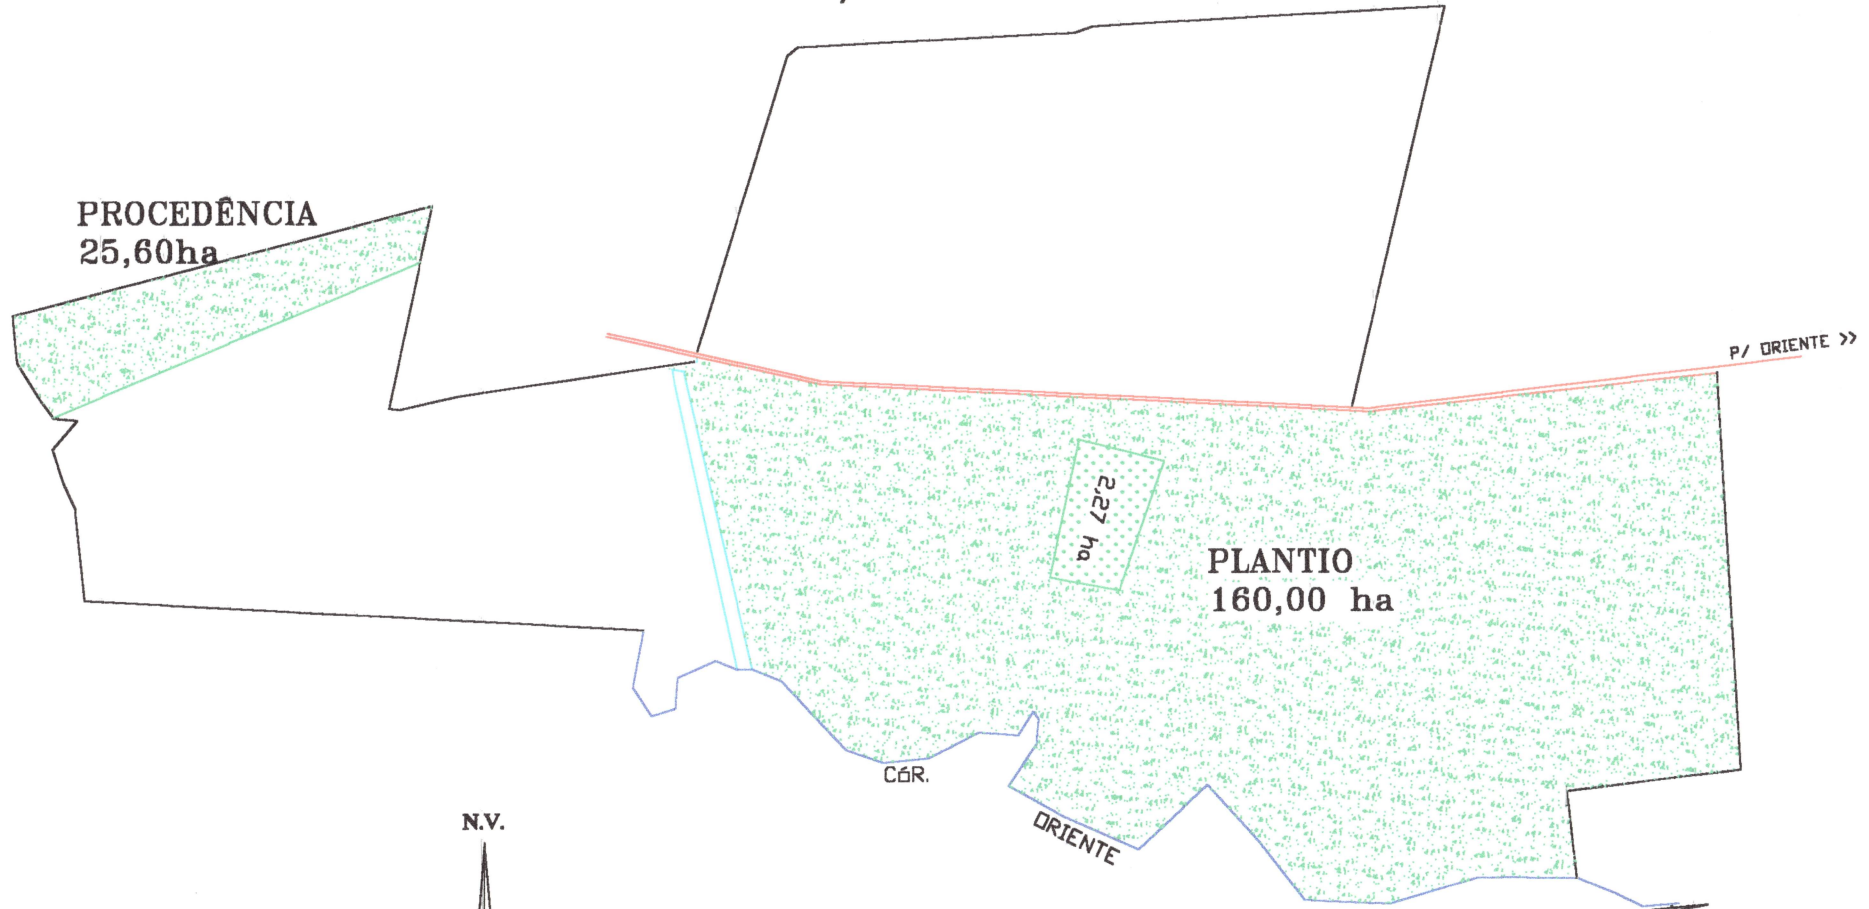 PROCEDÊNCIA
25,60ha
P/ ORIENTE >>
2,27 ha
PLANTIO
160,00 ha
CóR.
ORIENTE
N.V.